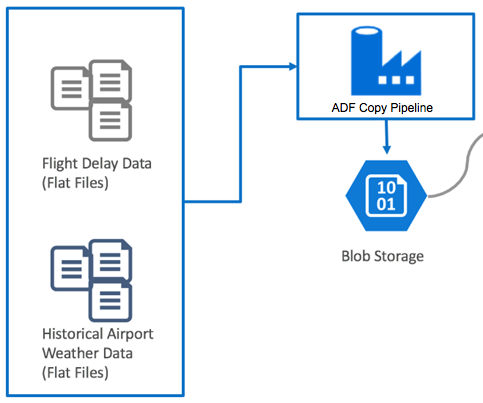 Flight Delay Data
(Flat Files)
Historical Airport
Weather Data
(Flat Files)
ADF Copy Pipeline
10
01
Blob Storage